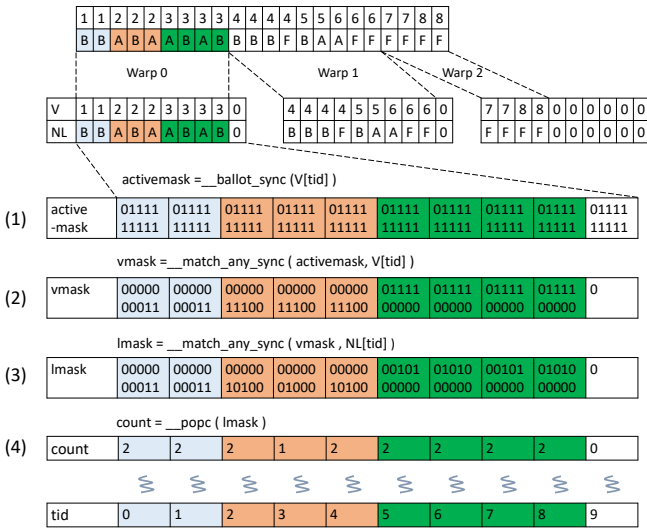 1 1 2 2 2 3 3 3 3 4 4 4 4 5 5 6 6 6 7 7 8 8
B B A B A A B A B B B B F B A A F F F F F F
Warp 0 Warp 1 Warp 2
V 1 1 2 2 2 3 3 3 3 0 4 4 4 4 5 5 6 6 6 0 7 7 8 8 0 0 0 0 0 0
NL B B A B A A B A B 0 B B B F B A A F F 0 F F F F 0 0 0 0 0 0
activemask =__ballot_sync (V[tid] )
(1) active 01111 01111 01111 01111 01111 01111 01111 01111 01111 01111
-mask 11111 11111 11111 11111 11111 11111 11111 11111 11111 11111
vmask =__match_any_sync ( activemask, V[tid] )
(2) vmask 00000 00000 00000 00000 00000 01111 01111 01111 01111 0
00011 00011 11100 11100 11100 00000 00000 00000 00000
lmask =__match_any_sync ( vmask , NL[tid] )
(3) lmask 00000 00000 00000 00000 00000 00101 01010 00101 01010 0
00011 00011 10100 01000 10100 00000 00000 00000 00000
count =__popc ( lmask )
(4) count 2 2 2 1 2 2 2 2 2 0
tid 0 1 2 3 4 5 6 7 8 9